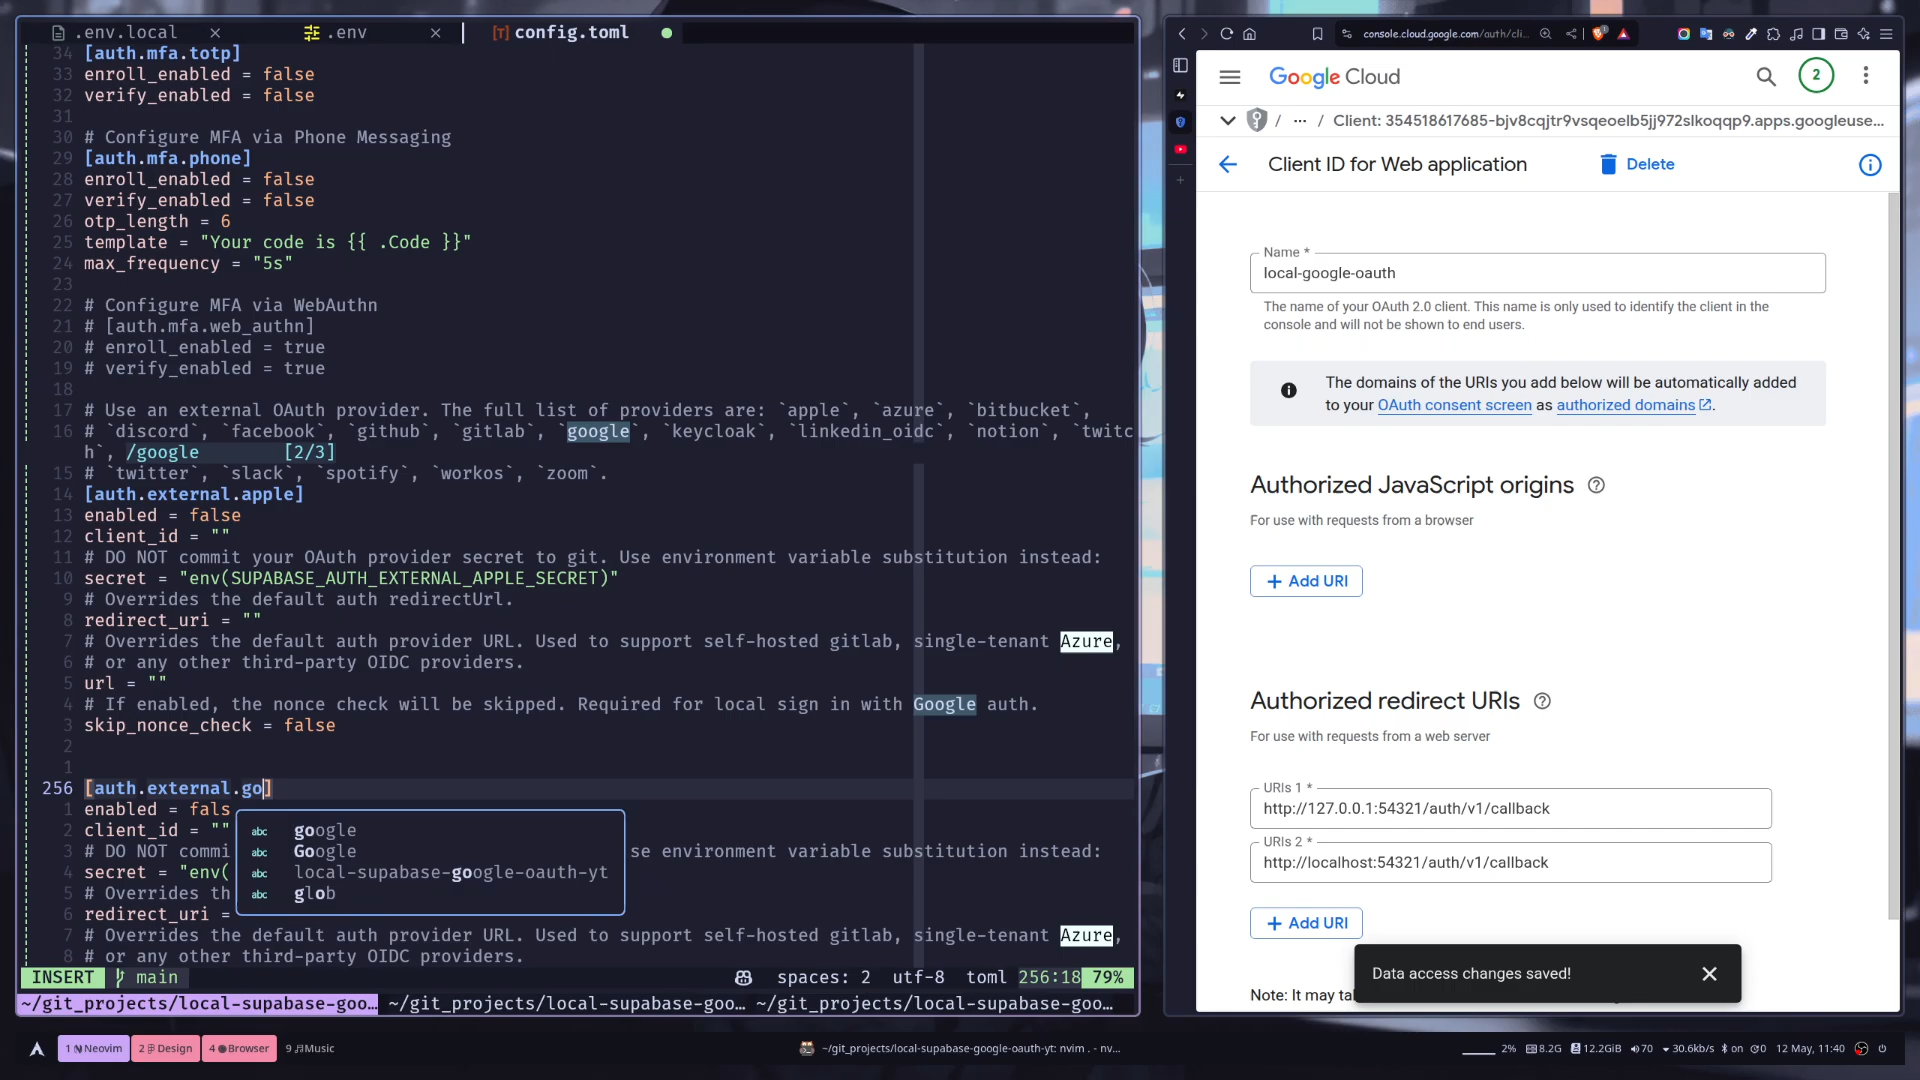 .env.local
.env
config.toml
34 [auth.mfa.totp]
33 enroll_enabled = false
32 verify_enabled = false
31
30 # Configure MFA via Phone Messaging
29 [auth.mfa.phone]
28 enroll_enabled = false
27 verify_enabled = false
26 otp_length = 6
25 template = "Your code is {{ .Code }}"
24 max_frequency = "5s"
23
22 # Configure MFA via WebAuthn
21 # [auth.mfa.web_authn]
20 # enroll_enabled = true
19 # verify_enabled = true
18
17 # Use an external OAuth provider. The full list of providers are: `apple`, `azure`, `bitbucket`,
16 # `discord`, `facebook`, `github`, `gitlab`, `google`, `keycloak`, `linkedin_oidc`, `notion`, `twitc
h`, /google [2/3]
15 # `twitter`, `slack`, `spotify`, `workos`, `zoom`.
14 [auth.external.apple]
13 enabled = false
12 client_id = ""
11 # DO NOT commit your OAuth provider secret to git. Use environment variable substitution instead:
10 secret = "env(SUPABASE_AUTH_EXTERNAL_APPLE_SECRET)"
9 # Overrides the default auth redirectUrl.
8 redirect_uri = ""
7 # Overrides the default auth provider URL. Used to support self-hosted gitlab, single-tenant Azure,
6 # or any other third-party OIDC providers.
5 url = ""
4 # If enabled, the nonce check will be skipped. Required for local sign in with Google auth.
3 skip_nonce_check = false
2
1
256 [auth.external.go]
1 enabled = fals
2 client_id = ""
3 # DO NOT commi se environment variable substitution instead:
4 secret = "env(
5 # Overrides th
6 redirect_uri =
7 # Overrides the default auth provider URL. Used to support self-hosted gitlab, single-tenant Azure,
8 # or any other third-party OIDC providers.
abc google
abc Google
abc local-supabase-google-oauth-yt
abc glob
INSERT main spaces: 2 utf-8 toml 256:18 79%
~/git_projects/local-supabase-goo… ~/git_projects/local-supabase-goo… ~/git_projects/local-supabase-goo…
console.cloud.google.com/auth/cli...
Google Cloud
2
/ ... / Client: 354518617685-bjv8cqjtr9vsqeoelb5jj972slkoqqp9.apps.googleuse...
Client ID for Web application
Delete
Name *
local-google-oauth
The name of your OAuth 2.0 client. This name is only used to identify the client in the
console and will not be shown to end users.
The domains of the URIs you add below will be automatically added
to your OAuth consent screen as authorized domains.
Authorized JavaScript origins
For use with requests from a browser
+ Add URI
Authorized redirect URIs
For use with requests from a web server
URIs 1 *
http://127.0.0.1:54321/auth/v1/callback
URIs 2 *
http://localhost:54321/auth/v1/callback
+ Add URI
Data access changes saved!
Note: It may ta
1 Neovim 2 Design 4 Browser 9 Music
~/git_projects/local-supabase-google-oauth-yt: nvim . - nv...
2% 8.2G 12.2GiB 70 30.6kb/s on 0 12 May, 11:40